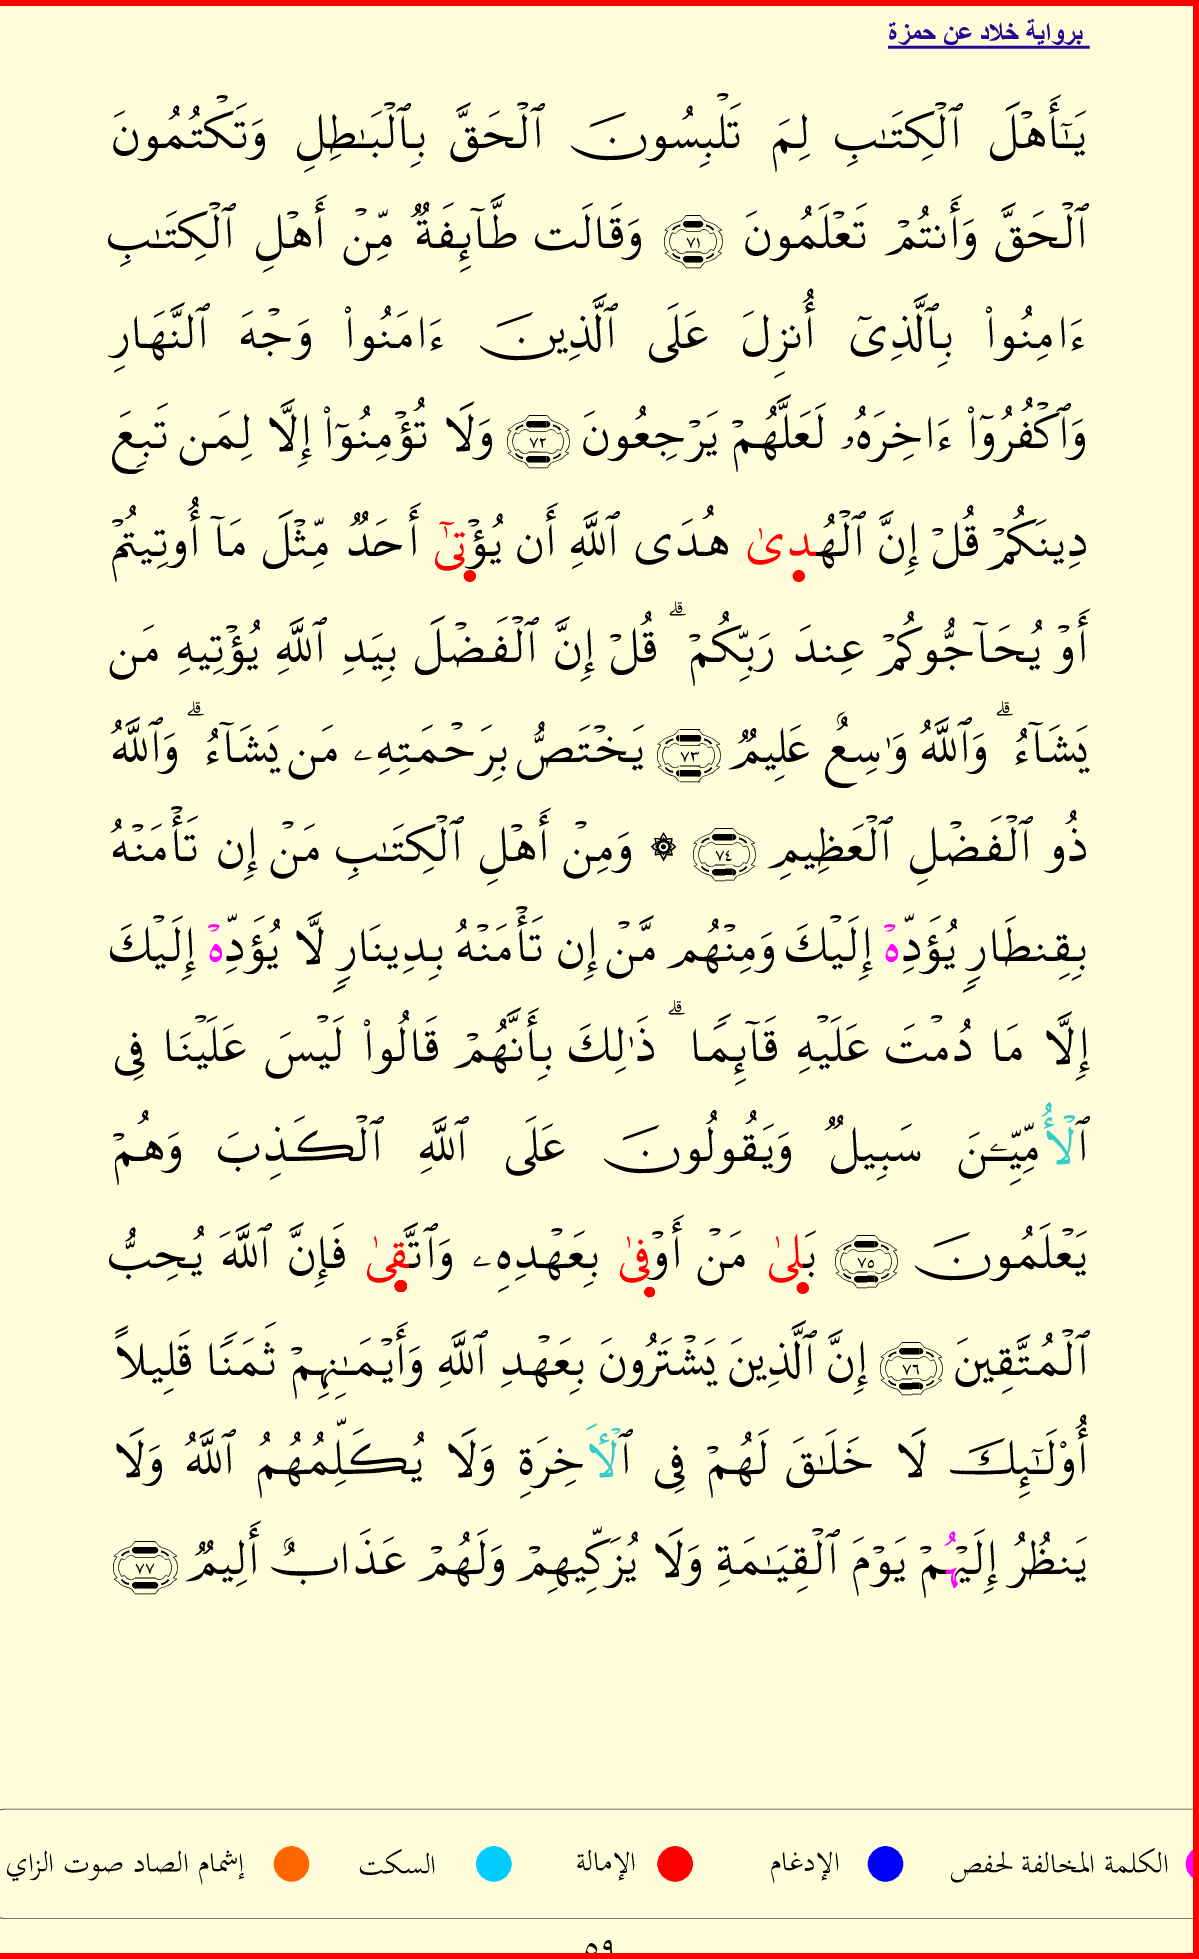 برواية خلاد عن حمزة
يَـٰٓأَهۡلَ ٱلۡكِتَـٰبِ لِمَ تَلۡبِسُونَ ٱلۡحَقَّ بِٱلۡبَـٰطِلِ وَتَكۡتُمُونَ
ٱلۡحَقَّ وَأَنتُمۡ تَعۡلَمُونَ ٧١ وَقَالَت طَّآئِفَةٌ مِّنۡ أَهۡلِ ٱلۡكِتَـٰبِ
ءَامِنُوا۟ بِٱلَّذِىٓ أُنزِلَ عَلَى ٱلَّذِينَ ءَامَنُوا۟ وَجۡهَ ٱلنَّهَارِ
وَٱكۡفُرُوٓا۟ ءَاخِرَهُۥ لَعَلَّهُمۡ يَرۡجِعُونَ ٧٢ وَلَا تُؤۡمِنُوٓا۟ إِلَّا لِمَن تَبِعَ
دِينَكُمۡ قُلۡ إِنَّ ٱلۡهُدِىٰ هُدَى ٱللَّهِ أَن يُؤۡتِىٰٓ أَحَدٌ مِّثۡلَ مَآ أُوتِيتُمۡ
أَوۡ يُحَآجُّوكُمۡ عِندَ رَبِّكُمۡ ۗ قُلۡ إِنَّ ٱلۡفَضۡلَ بِيَدِ ٱللَّهِ يُؤۡتِيهِ مَن
يَشَآءُ ۗ وَٱللَّهُ وَٰسِعٌ عَلِيمٌ ٧٣ يَخۡتَصُّ بِرَحۡمَتِهِۦ مَن يَشَآءُ ۗ وَٱللَّهُ
ذُو ٱلۡفَضۡلِ ٱلۡعَظِيمِ ٧٤ ۞ وَمِنۡ أَهۡلِ ٱلۡكِتَـٰبِ مَنۡ إِن تَأۡمَنۡهُ
بِقِنطَارٍ يُؤَدِّهۡ إِلَيۡكَ وَمِنۡهُم مَّنۡ إِن تَأۡمَنۡهُ بِدِينَارٍ لَّا يُؤَدِّهۡ إِلَيۡكَ
إِلَّا مَا دُمۡتَ عَلَيۡهِ قَآئِمًا ۗ ذَٰلِكَ بِأَنَّهُمۡ قَالُوا۟ لَيۡسَ عَلَيۡنَا فِى
ٱلۡأُمِّيِّـۧنَ سَبِيلٌ وَيَقُولُونَ عَلَى ٱللَّهِ ٱلۡكَذِبَ وَهُمۡ
يَعۡلَمُونَ ٧٥ بَلِىٰ مَنۡ أَوۡفِىٰ بِعَهۡدِهِۦ وَٱتَّقِىٰ فَإِنَّ ٱللَّهَ يُحِبُّ
ٱلۡمُتَّقِينَ ٧٦ إِنَّ ٱلَّذِينَ يَشۡتَرُونَ بِعَهۡدِ ٱللَّهِ وَأَيۡمَـٰنِهِمۡ ثَمَنًا قَلِيلاً
أُو۟لَـٰٓئِكَ لَا خَلَـٰقَ لَهُمۡ فِى ٱلۡأَخِرَةِ وَلَا يُكَلِّمُهُمُ ٱللَّهُ وَلَا
يَنظُرُ إِلَيۡهُمۡ يَوۡمَ ٱلۡقِيَـٰمَةِ وَلَا يُزَكِّيهِمۡ وَلَهُمۡ عَذَابٌ أَلِيمٌ ٧٧
الكلمة المخالفة لحفص الإدغام الإمالة السكت إشمام الصاد صوت الزاي
٥٩